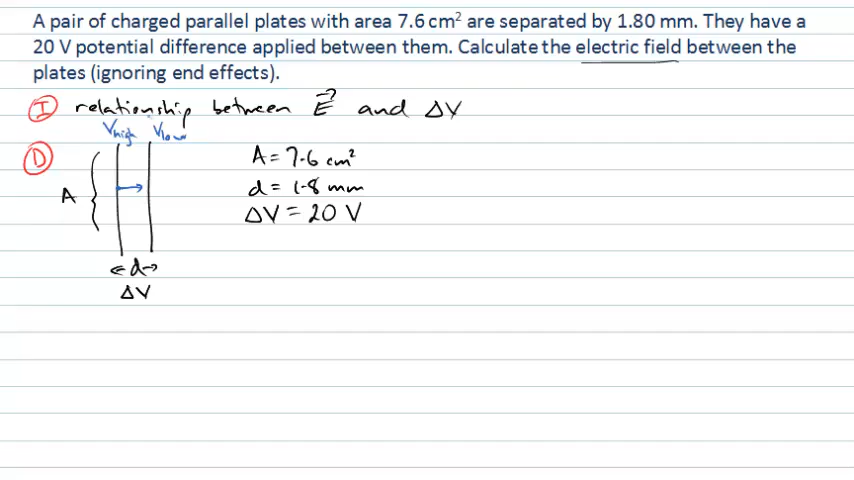 A pair of charged parallel plates with area 7.6 cm² are separated by 1.80 mm. They have a
20 V potential difference applied between them. Calculate the electric field between the
plates (ignoring end effects).
I relationship between E⃗ and ΔV
Vhigh Vlow
D A = 7.6 cm²
d = 1.8 mm
A
ΔV = 20 V
d
ΔV